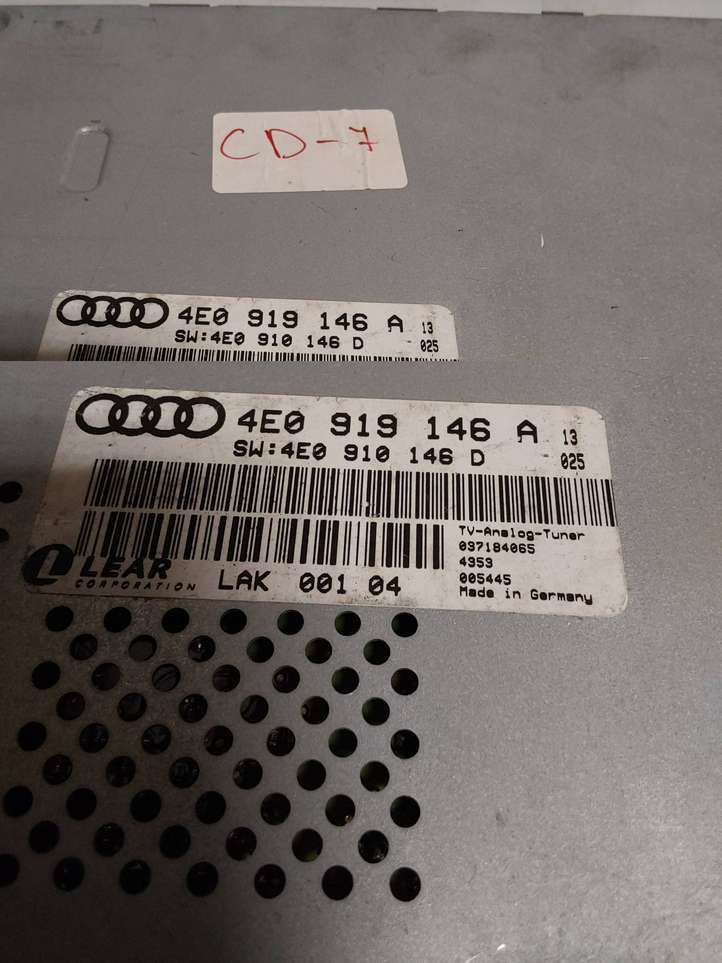 CD-7
4E0 919 146 A 13
SW:4E0 910 146 D 025
4E0 919 146 A 13
SW:4E0 910 146 D 025
TV-Analog-Tuner
037184065
4353
005445
Made in Germany
LEAR
CORPORATION
LAK 001 04